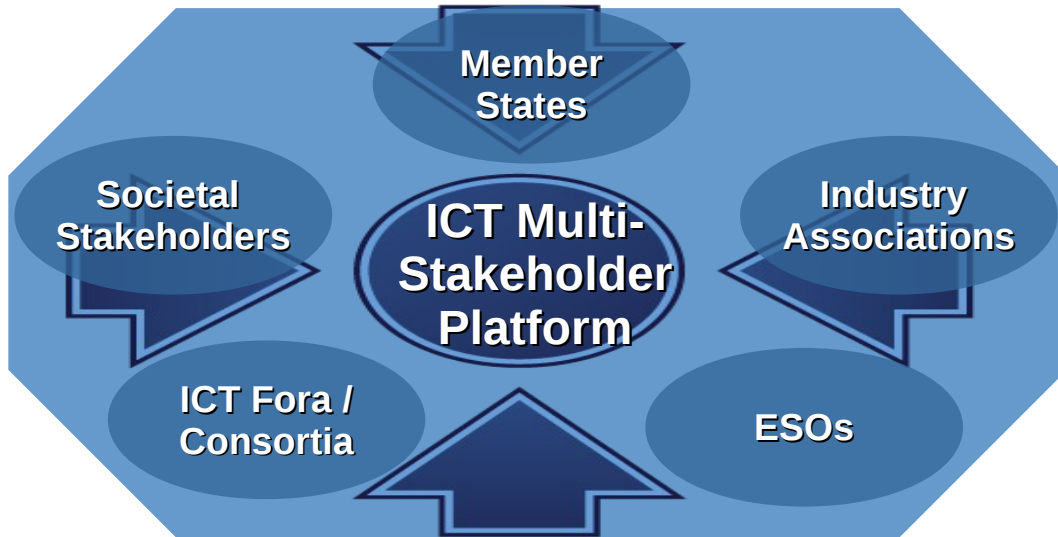 Member
States
Societal
Stakeholders
Industry
Associations
ICT Multi-
Stakeholder
Platform
ICT Fora /
Consortia
ESOs